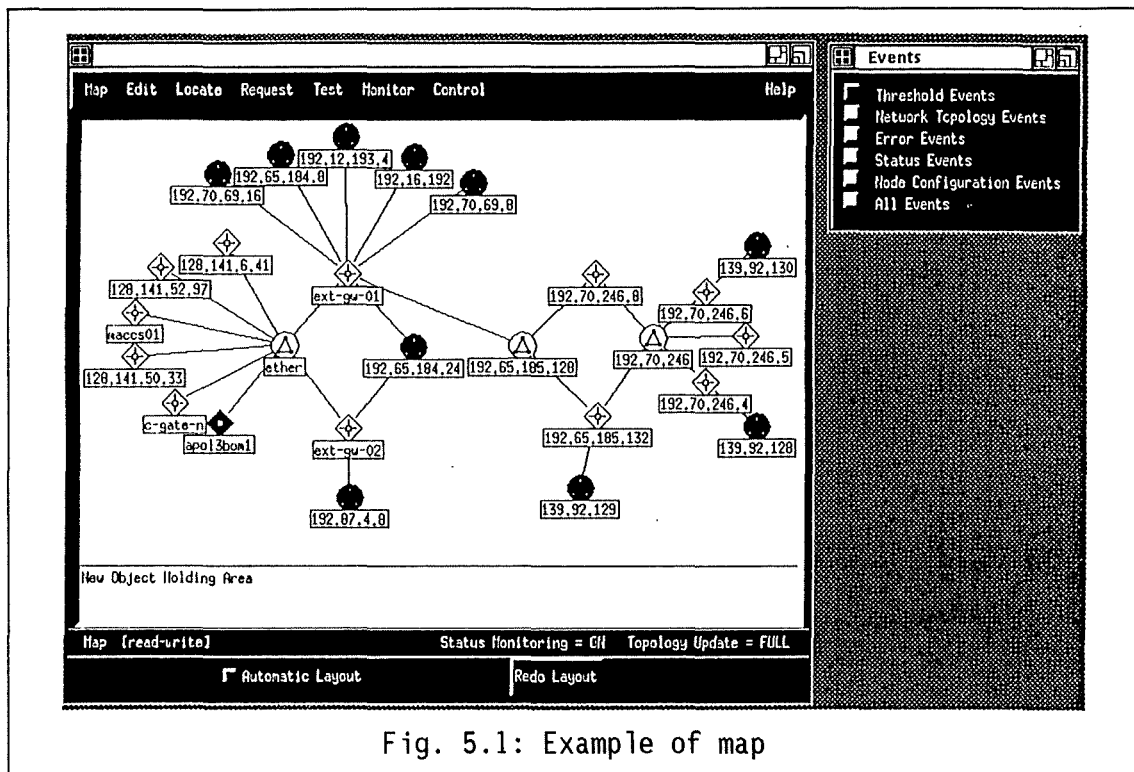 Map Edit Locate Request Test Monitor Control Help
192,12,193,4
192,65,184,8
192,16,192
192,70,69,16
192,70,69,8
128,141,6,41
128,141,52,97
ext-gw-01
waccs01
ether
128,141,50,33
192,65,184,24
c-gate-n
apol3bom1
ext-gw-02
192,87,4,8
192,65,185,128
192,70,246,8
139,92,130
192,70,246,6
192,70,246
192,70,246,5
192,70,246,4
192,65,185,132
139,92,128
139,92,129
New Object Holding Area
Map [read-write] Status Monitoring = ON Topology Update = FULL
Automatic Layout Redo Layout
Events
Threshold Events
Network Topology Events
Error Events
Status Events
Node Configuration Events
All Events
Fig. 5.1: Example of map